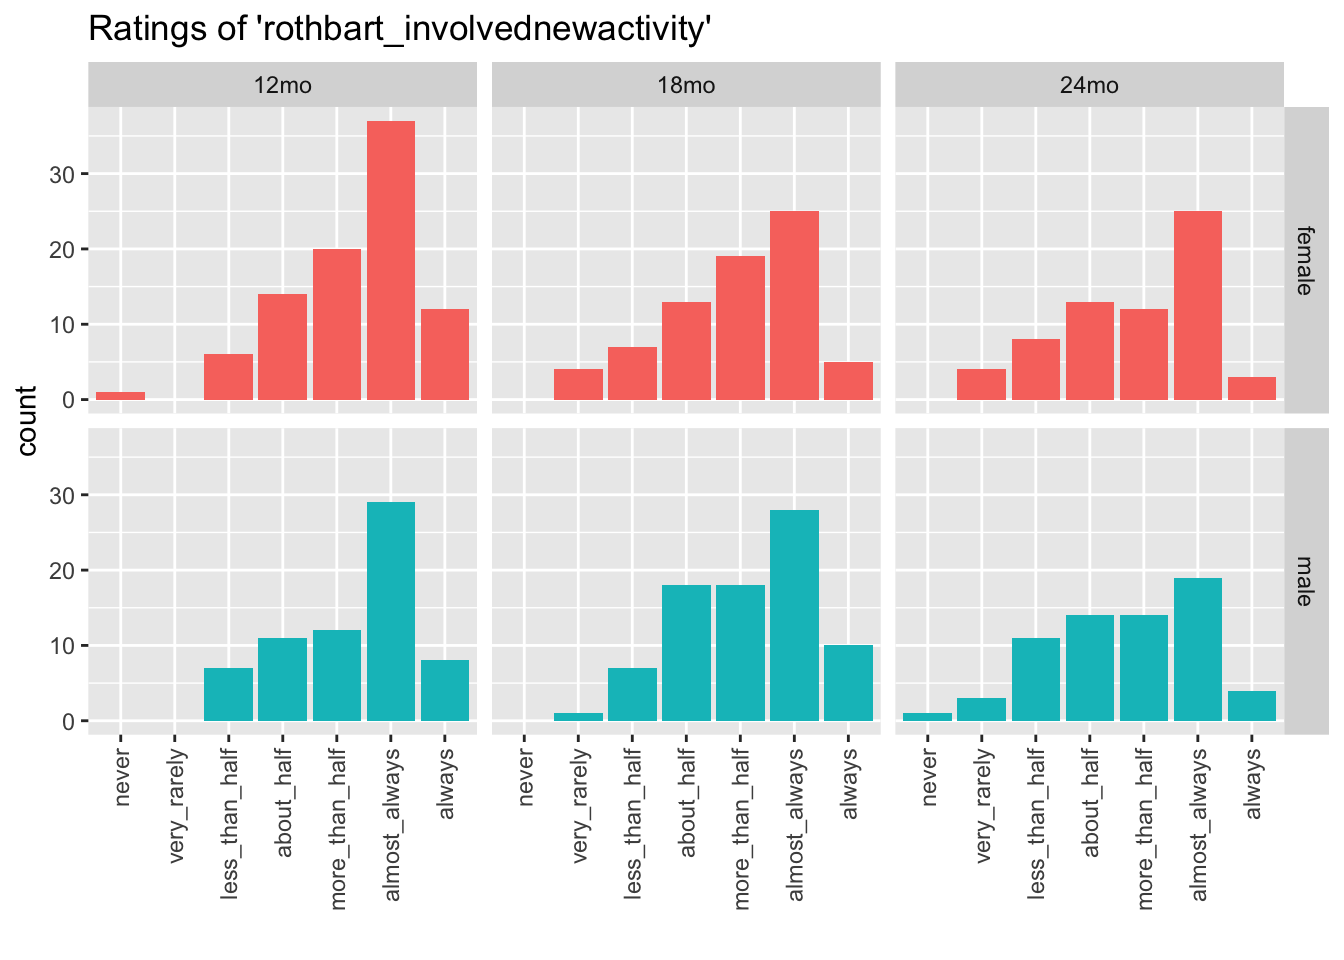 Ratings of 'rothbart_involvednewactivity'
12mo 18mo 24mo
30
20
10
0
female
count
30
20
10
0
male
never very_rarely less_than_half about_half more_than_half almost_always always never very_rarely less_than_half about_half more_than_half almost_always always never very_rarely less_than_half about_half more_than_half almost_always always